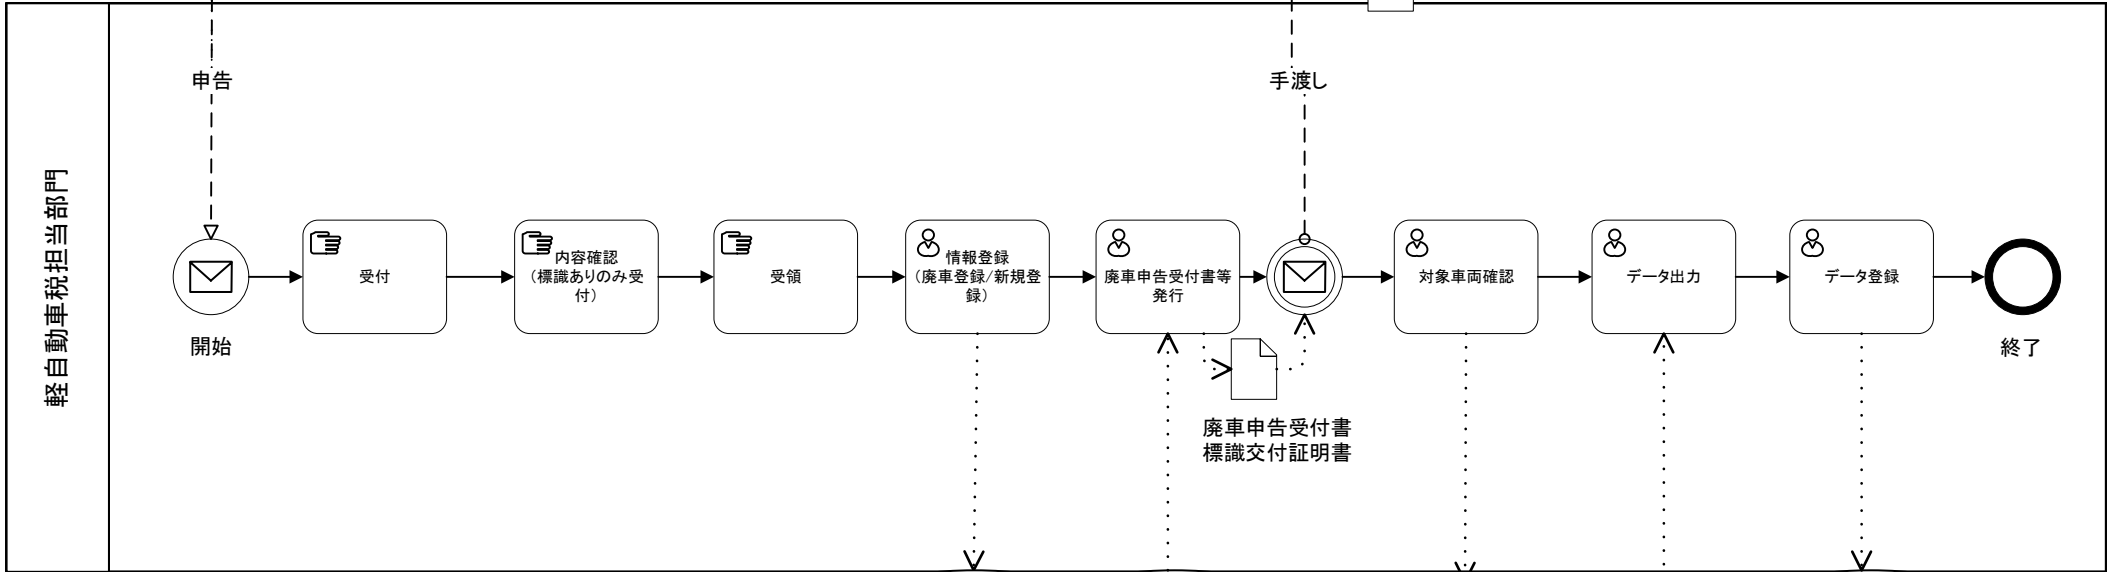 軽自動車税担当部門
申告
手渡し
開始
受付
内容確認
（標識ありのみ受
付）
受領
情報登録
（廃車登録/新規登
録）
廃車申告受付書等
発行
廃車申告受付書
標識交付証明書
対象車両確認
データ出力
データ登録
終了